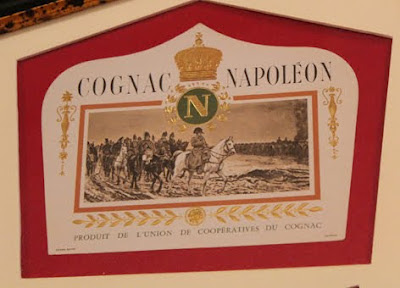 COGNAC NAPOLÉON
N
PRODUIT DE L'UNION DE COOPÉRATIVES DU COGNAC